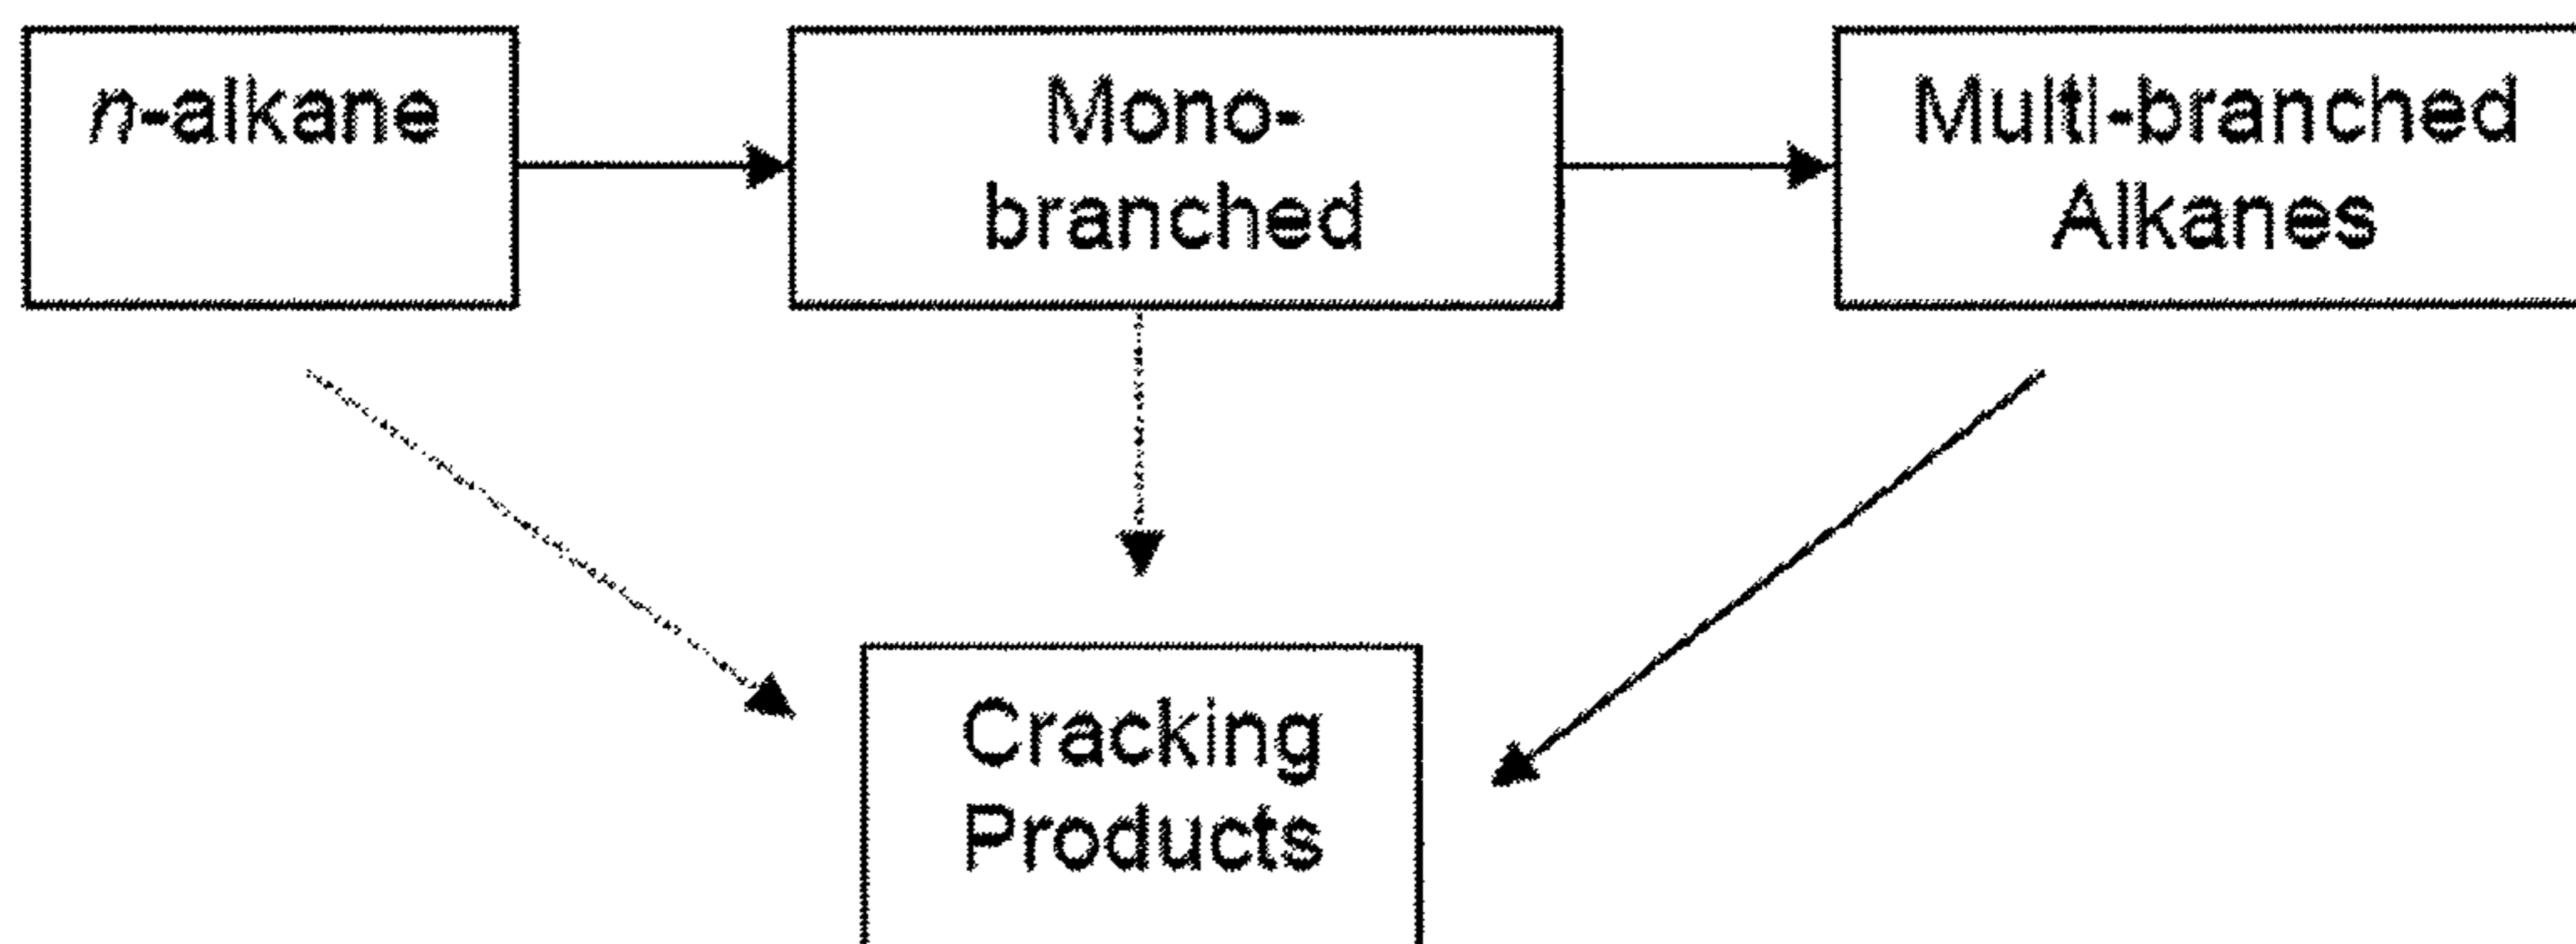 n-alkane
Mono-
branched
Multi-branched
Alkanes
Cracking
Products